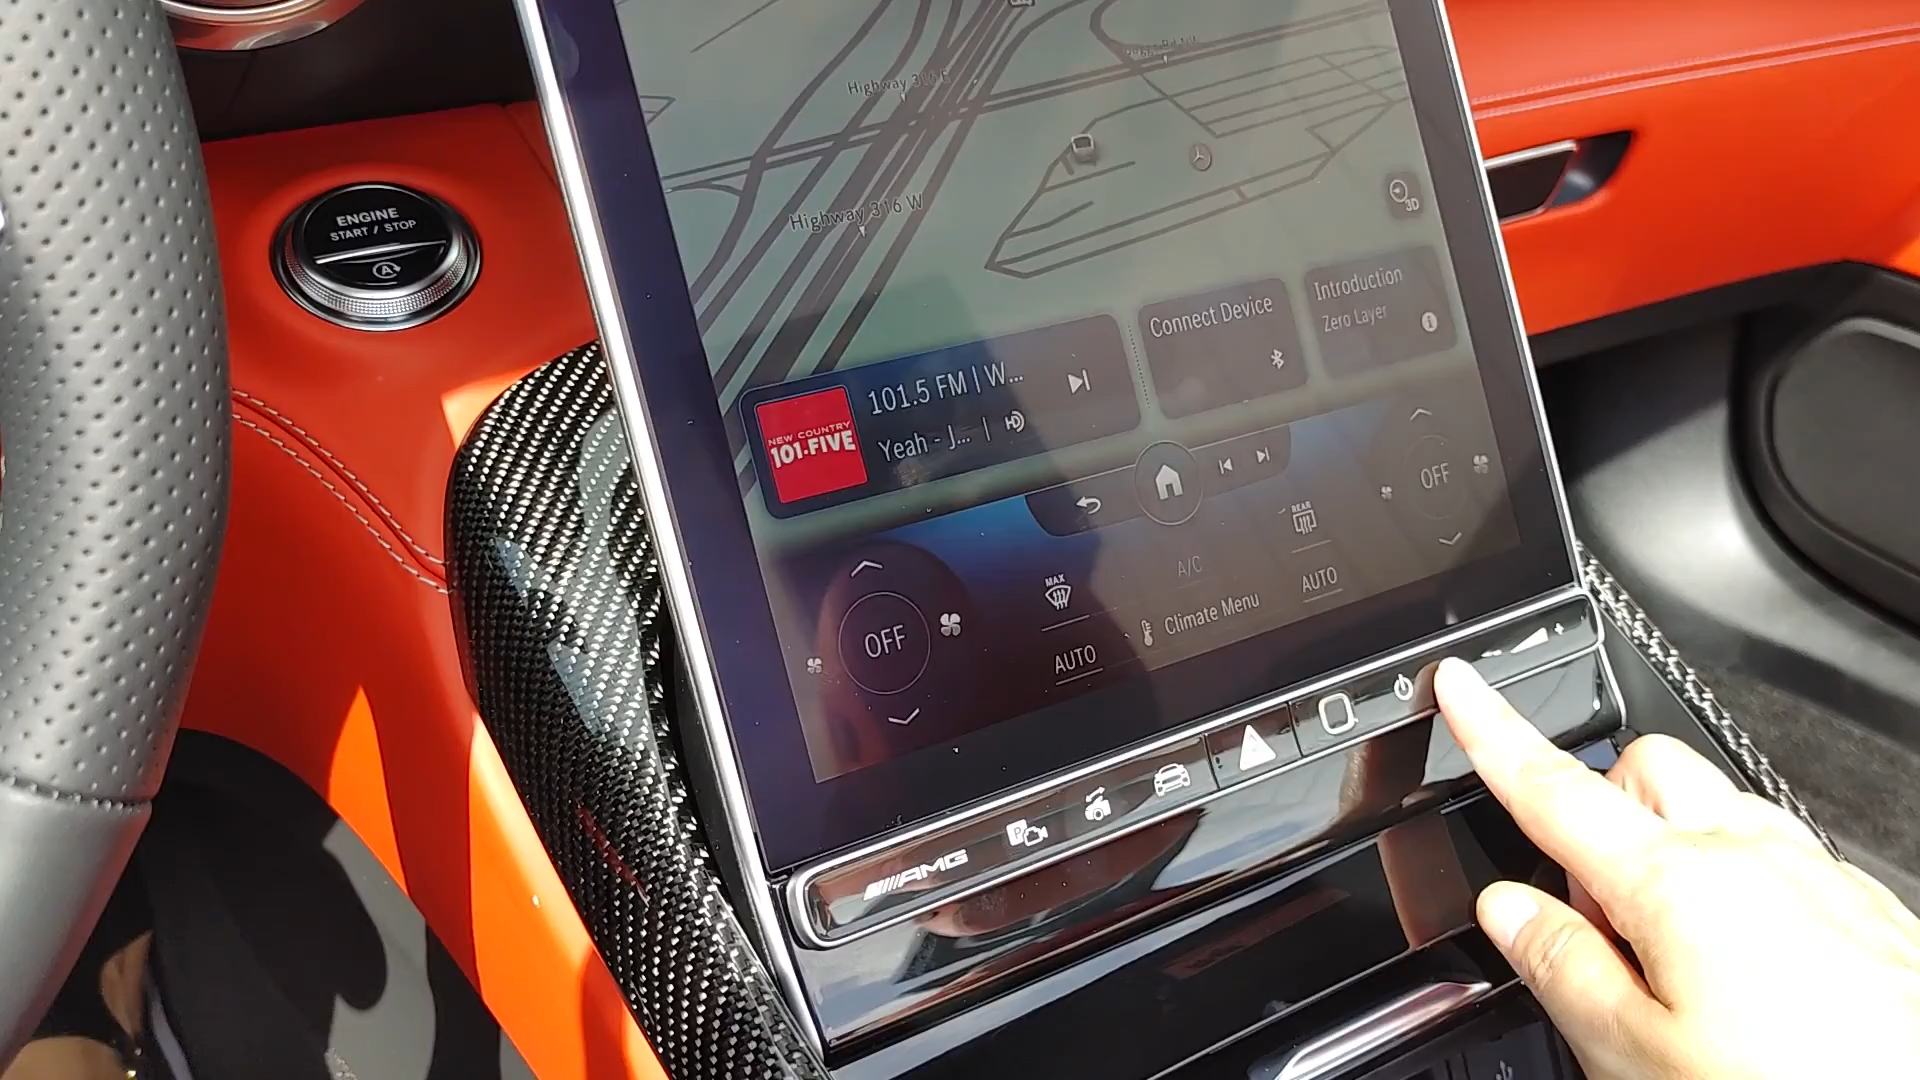 Highway 316 E
Highway 316 W
3D
ENGINE
START / STOP
A
Introduction
Zero Layer
Connect Device
101.5 FM | W...
Yeah - J... | HD
NEW COUNTRY
101·FIVE
OFF
REAR
A/C
AUTO
MAX
Climate Menu
OFF
AUTO
P
AMG